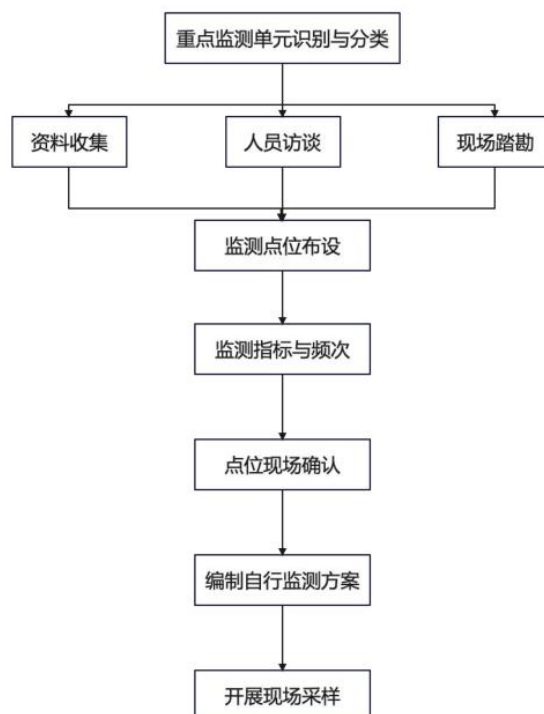 重点监测单元识别与分类
资料收集
人员访谈
现场踏勘
监测点位布设
监测指标与频次
点位现场确认
编制自行监测方案
开展现场采样